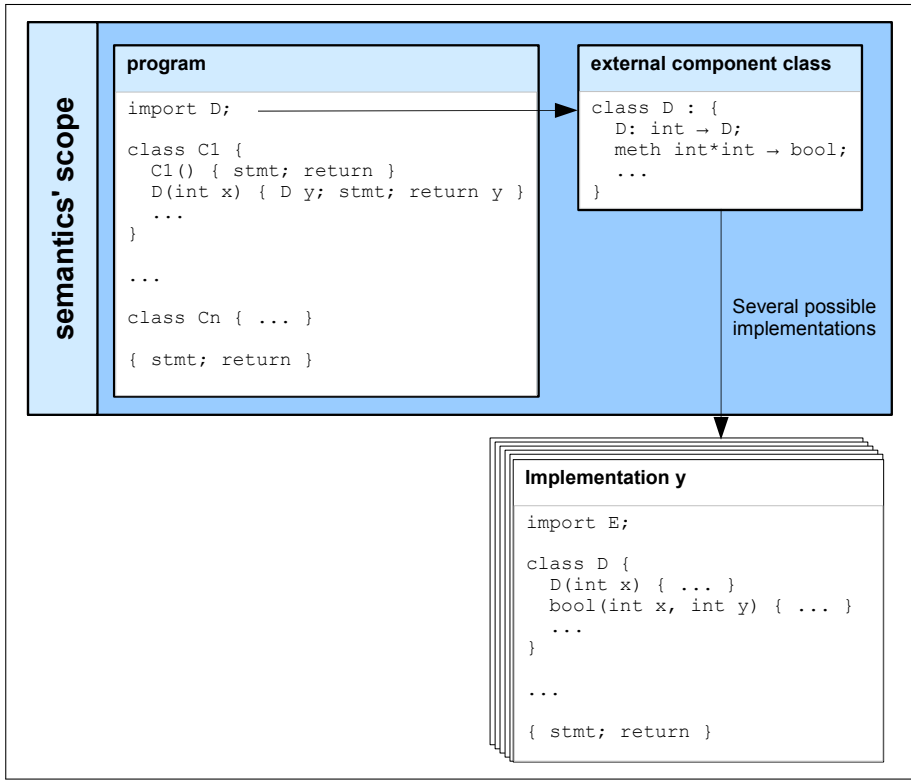 semantics' scope
program
import D;
class C1 {
  C1() { stmt; return }
  D(int x) { D y; stmt; return y }
  ...
}
...
class Cn { ... }
{ stmt; return }
external component class
class D : {
  D: int → D;
  meth int*int → bool;
  ...
}
Several possible
implementations
Implementation y
import E;
class D {
  D(int x) { ... }
  bool(int x, int y) { ... }
  ...
}
...
{ stmt; return }